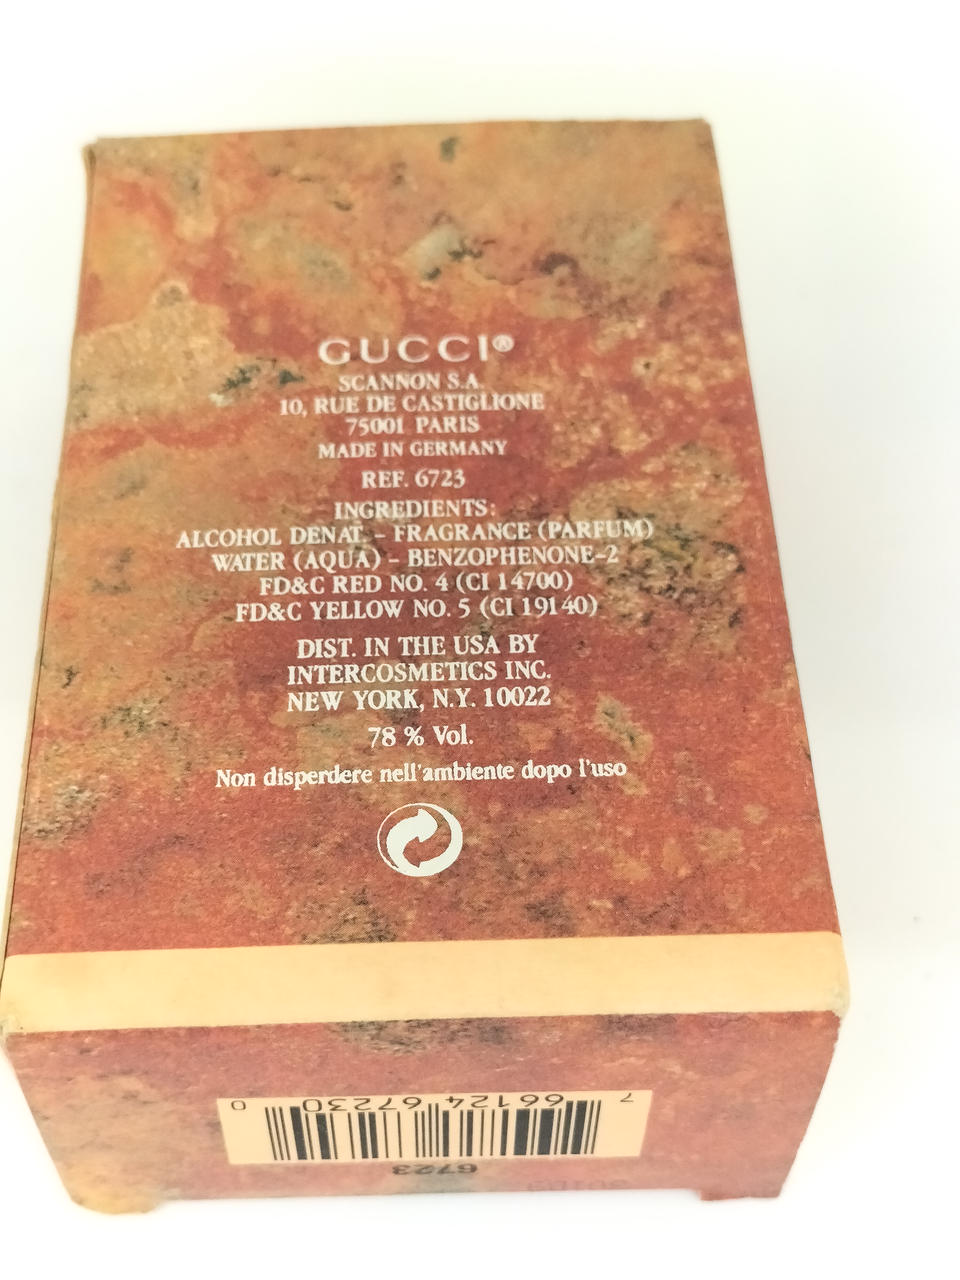 GUCCI®
SCANNON S.A.
10, RUE DE CASTIGLIONE
75001 PARIS
MADE IN GERMANY
REF. 6723
INGREDIENTS:
ALCOHOL DENAT. - FRAGRANCE (PARFUM)
WATER (AQUA) - BENZOPHENONE-2
FD&C RED NO. 4 (CI 14700)
FD&C YELLOW NO. 5 (CI 19140)
DIST. IN THE USA BY
INTERCOSMETICS INC.
NEW YORK, N.Y. 10022
78 % Vol.
Non disperdere nell'ambiente dopo l'uso
7 66124 67230 0
6723